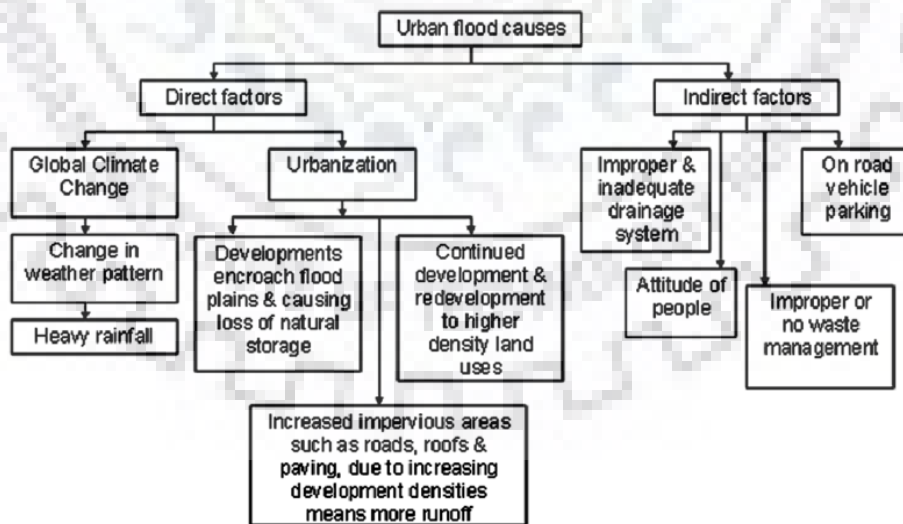 Urban flood causes
Direct factors
Indirect factors
Global Climate
Change
Urbanization
Improper &
inadequate
drainage
system
On road
vehicle
parking
Change in
weather pattern
Developments
encroach flood
plains & causing
loss of natural
storage
Continued
development &
redevelopment
to higher
density land
uses
Attitude of
people
Improper or
no waste
management
Heavy rainfall
Increased impervious areas
such as roads, roofs &
paving, due to increasing
development densities
means more runoff